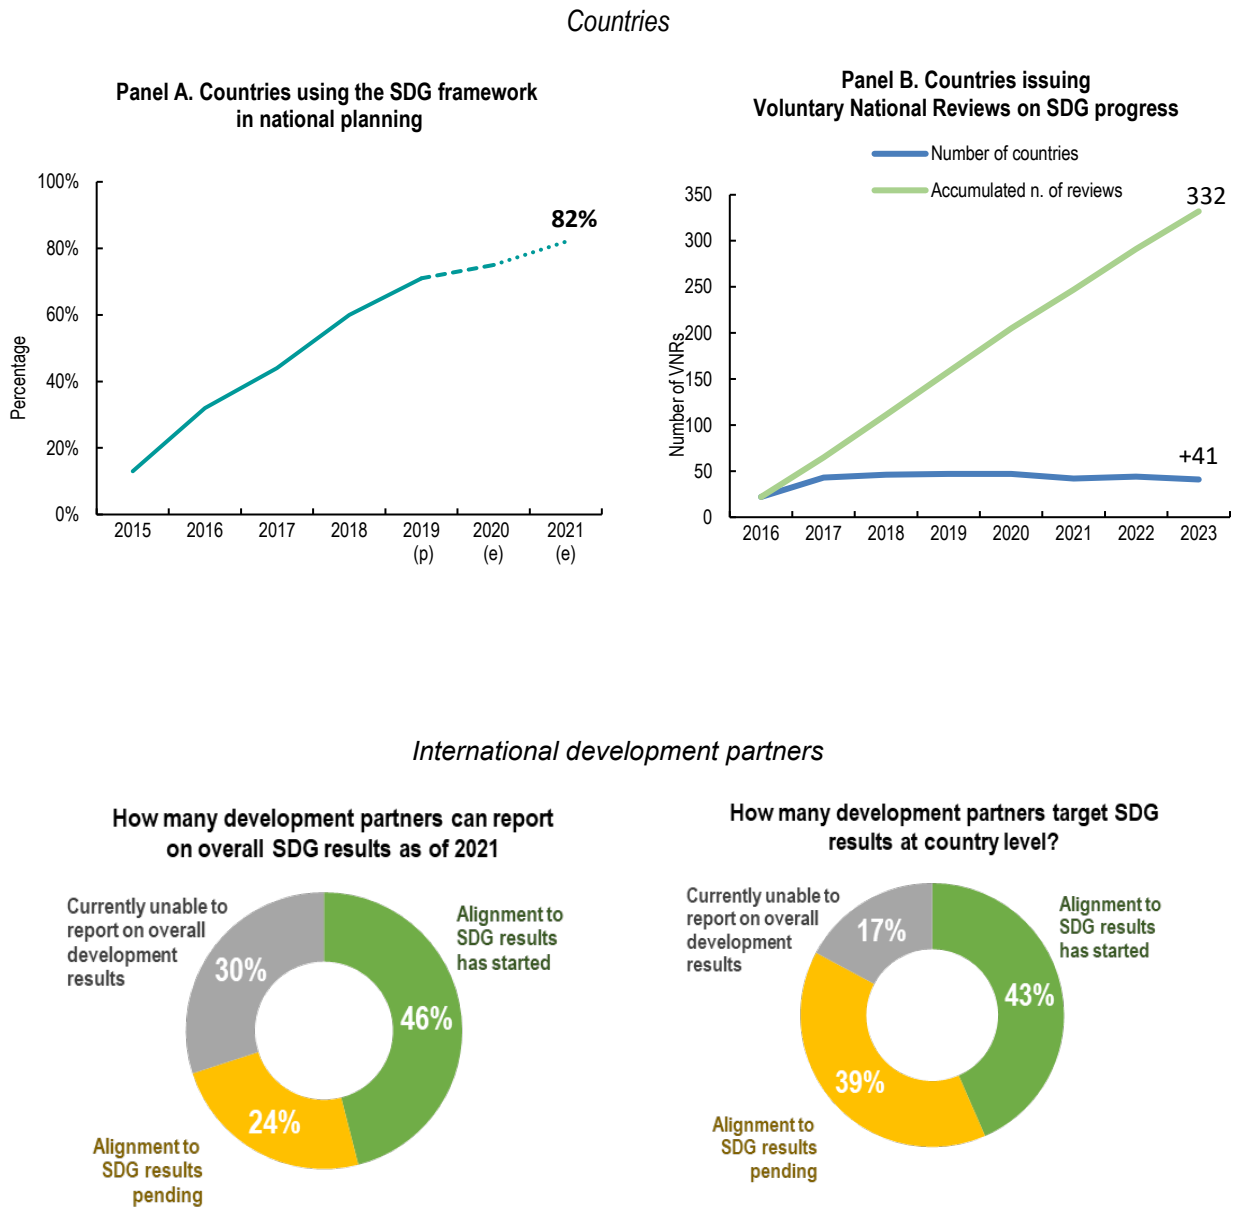 Countries
Panel A. Countries using the SDG framework
in national planning
Percentage
100%
80%
60%
40%
20%
0%
82%
2015 2016 2017 2018 2019 2020 2021
(p) (e) (e)
Panel B. Countries issuing
Voluntary National Reviews on SDG progress
Number of countries
Accumulated n. of reviews
Number of VNRs
350
300
250
200
150
100
50
0
332
+41
2016 2017 2018 2019 2020 2021 2022 2023
International development partners
How many development partners can report
on overall SDG results as of 2021
Currently unable to
report on overall
development
results
Alignment to
SDG results
has started
30%
46%
24%
Alignment to
SDG results
pending
How many development partners target SDG
results at country level?
Currently unable to
report on overall
development
results
Alignment to
SDG results
has started
17%
43%
39%
Alignment to
SDG results
pending